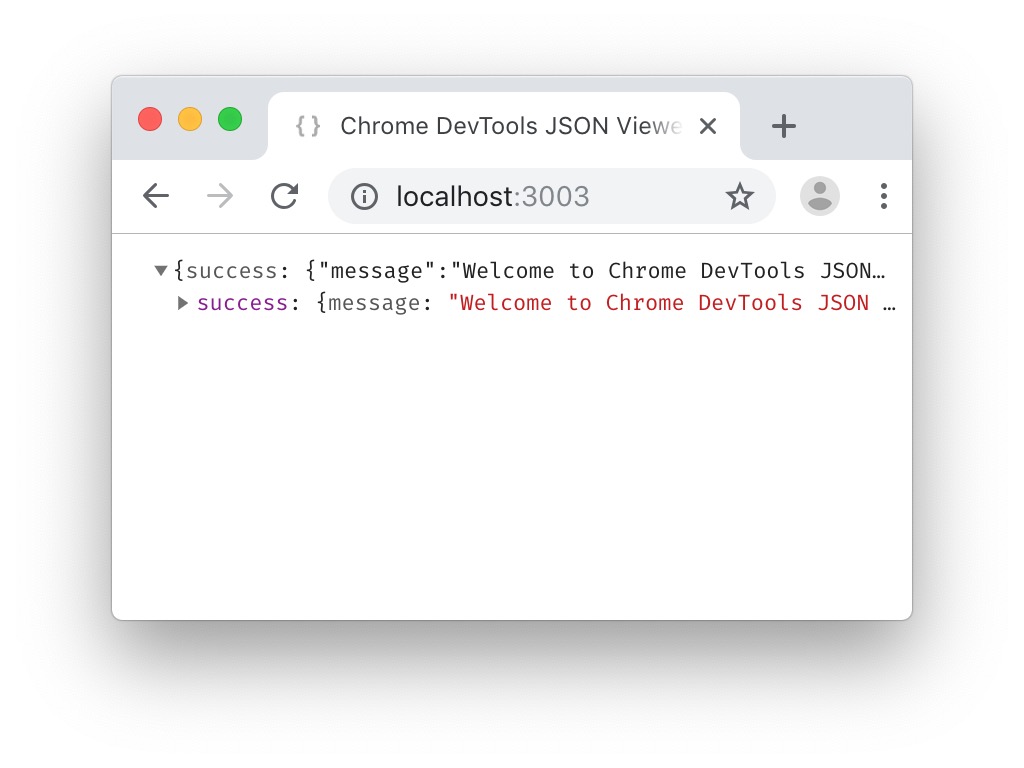 {} Chrome DevTools JSON Viewe
localhost:3003
{success: {"message":"Welcome to Chrome DevTools JSON…
success: {message: "Welcome to Chrome DevTools JSON …